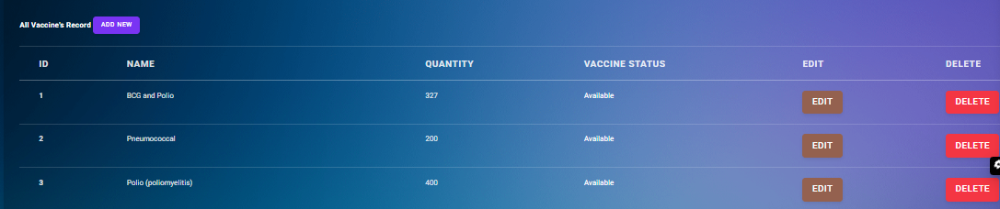 All Vaccine's Record ADD NEW
ID NAME QUANTITY VACCINE STATUS EDIT DELETE
1 BCG and Polio 327 Available EDIT DELETE
2 Pneumococcal 200 Available EDIT DELETE
3 Polio (poliomyelitis) 400 Available EDIT DELETE